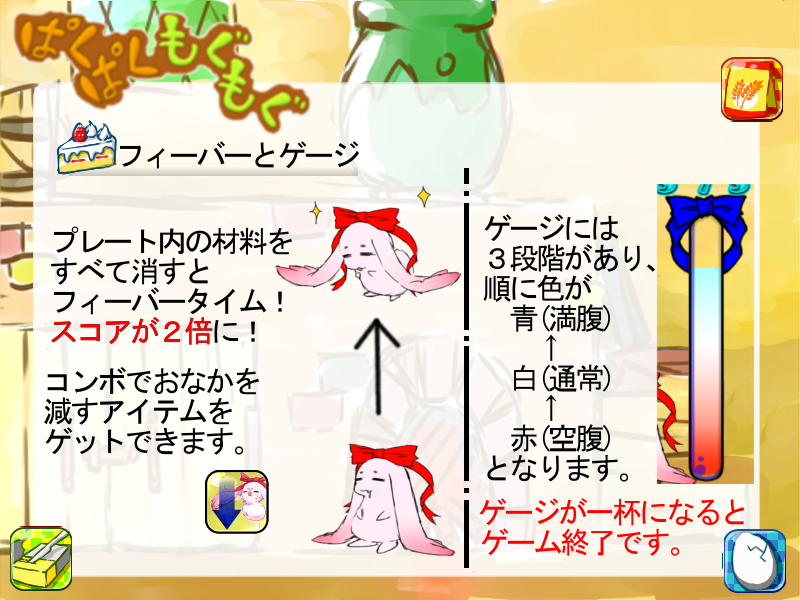 ぱくぱくもぐもぐ
フィーバーとゲージ
プレート内の材料を
すべて消すと
フィーバータイム！
スコアが２倍に！
コンボでおなかを
減すアイテムを
ゲットできます。
ゲージには
３段階があり、
順に色が
青(満腹)
↑
白(通常)
↑
赤(空腹)
となります。
ゲージが一杯になると
ゲーム終了です。